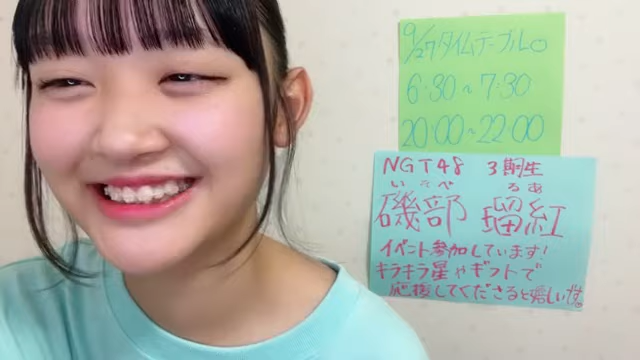 9/27タイムテーブル○
6:30~7:30
20:00~22:00
NGT48 3期生
いそべ るあ
磯部 瑠紅
イベント参加しています!
キラキラ星やギフトで
応援してくださると嬉しいです。